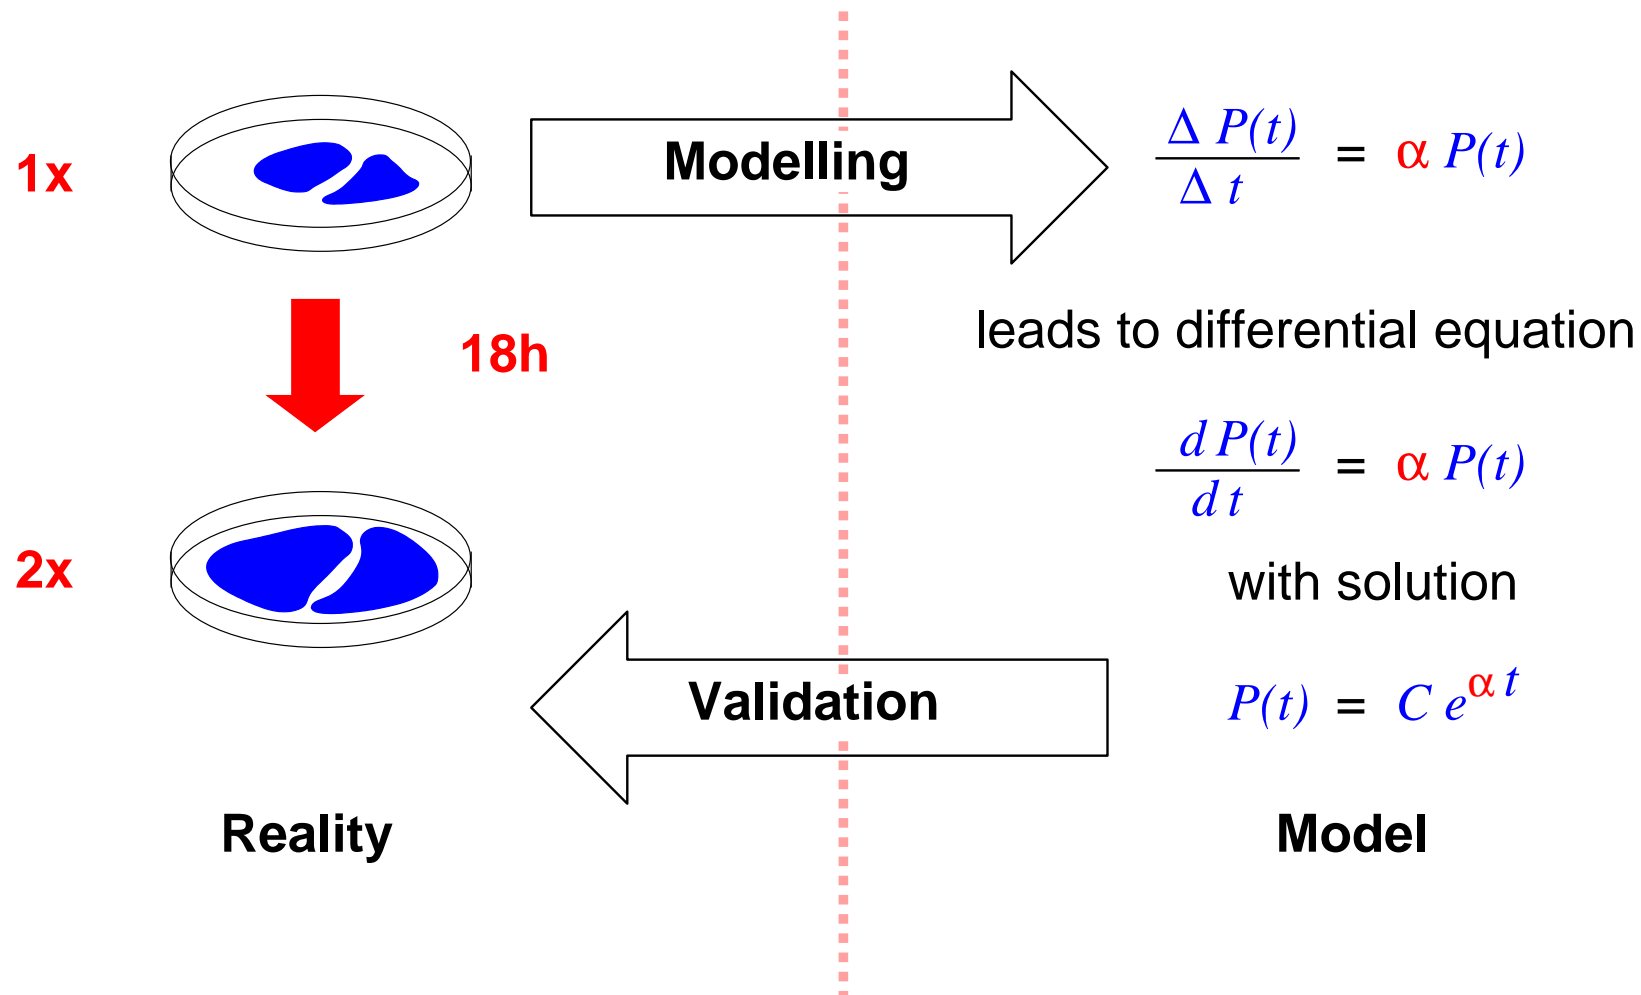 1x
18h
2x
Reality
Modelling
Validation
Δ P(t)
Δ t
= α P(t)
leads to differential equation
d P(t)
d t
= α P(t)
with solution
P(t) = C e^α t
Model